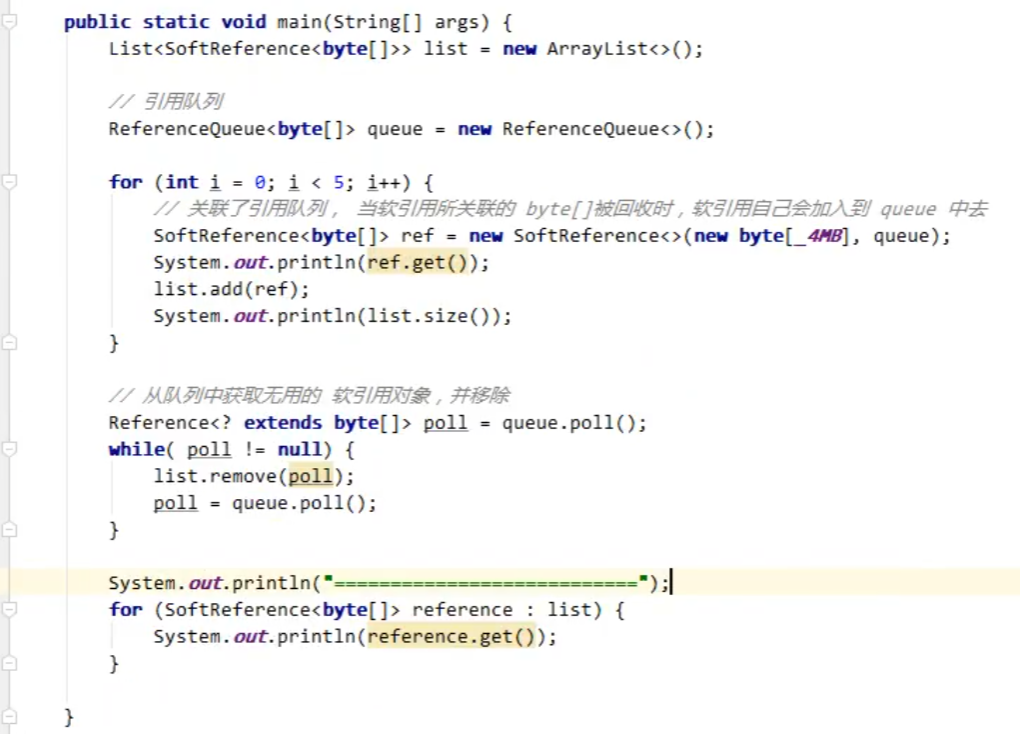 public static void main(String[] args) {
List<SoftReference<byte[]>> list = new ArrayList<>();
// 引用队列
ReferenceQueue<byte[]> queue = new ReferenceQueue<>();
for (int i = 0; i < 5; i++) {
// 关联了引用队列， 当软引用所关联的 byte[]被回收时，软引用自己会加入到 queue 中去
SoftReference<byte[]> ref = new SoftReference<>(new byte[_4MB], queue);
System.out.println(ref.get());
list.add(ref);
System.out.println(list.size());
}
// 从队列中获取无用的 软引用对象，并移除
Reference<? extends byte[]> poll = queue.poll();
while( poll != null) {
list.remove(poll);
poll = queue.poll();
}
System.out.println("===========================");
for (SoftReference<byte[]> reference : list) {
System.out.println(reference.get());
}
}